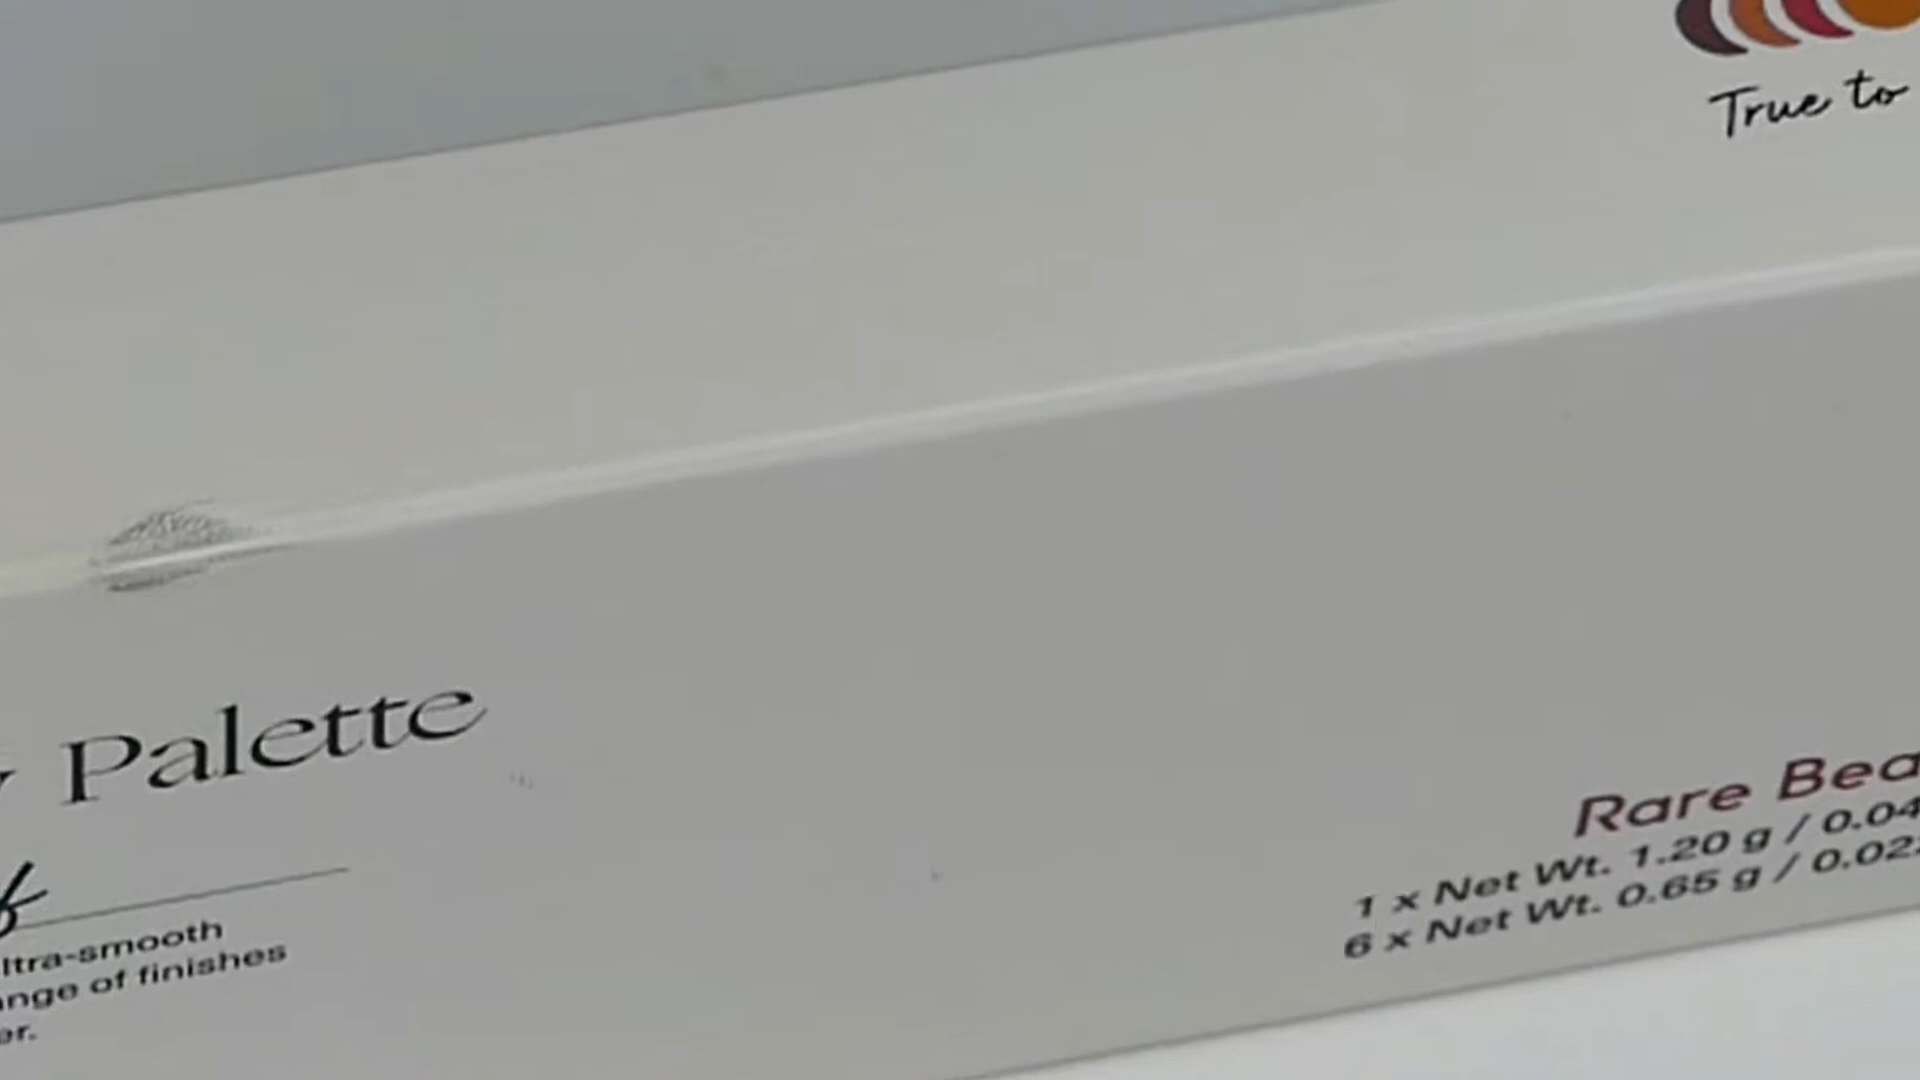 True to
Palette
Rare Bea
1 x Net Wt. 1.20 g / 0.04
6 x Net Wt. 0.65 g / 0.02
ltra-smooth
nge of finishes
er.